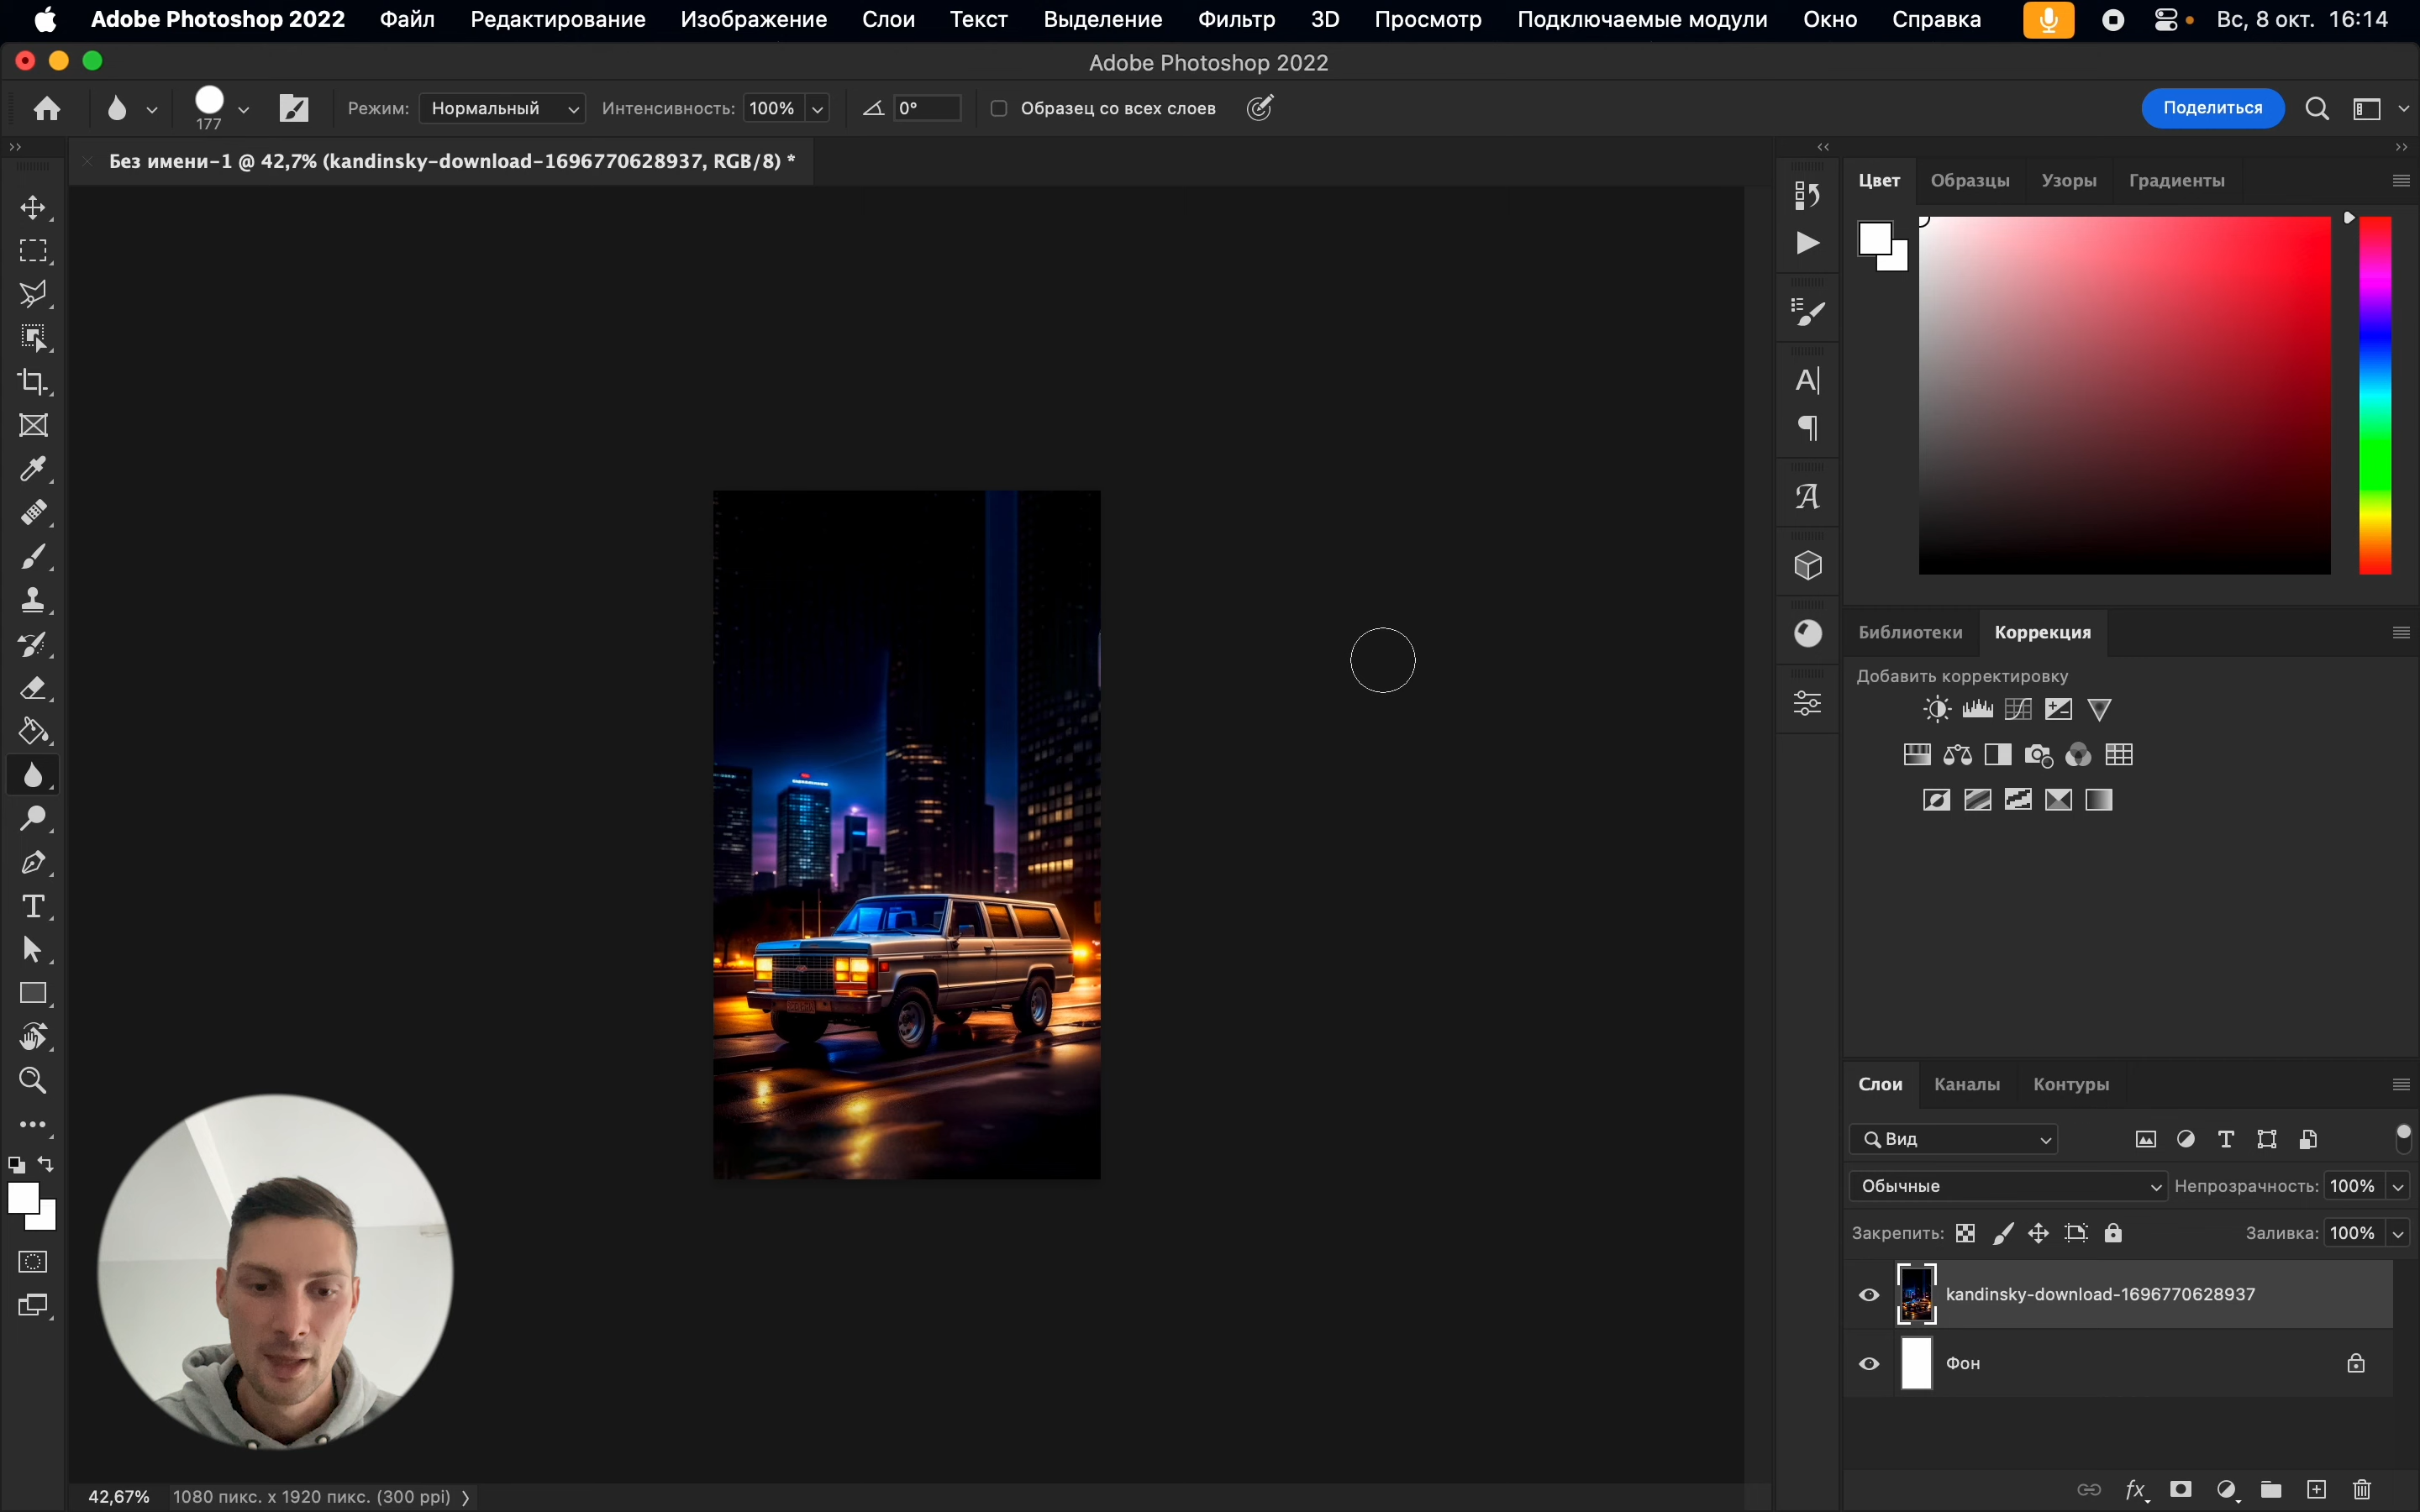 Adobe Photoshop 2022 Файл Редактирование Изображение Слои Текст Выделение Фильтр 3D Просмотр Подключаемые модули Окно Справка Вс, 8 окт. 16:14
Adobe Photoshop 2022
177 Режим: Нормальный Интенсивность: 100% 0° Образец со всех слоев Поделиться
Без имени-1 @ 42,7% (kandinsky-download-1696770628937, RGB/8) *
Цвет Образцы Узоры Градиенты
Библиотеки Коррекция
Добавить корректировку
Слои Каналы Контуры
Вид
Обычные Непрозрачность: 100%
Закрепить: Заливка: 100%
kandinsky-download-1696770628937
Фон
42,67% 1080 пикс. x 1920 пикс. (300 ppi)